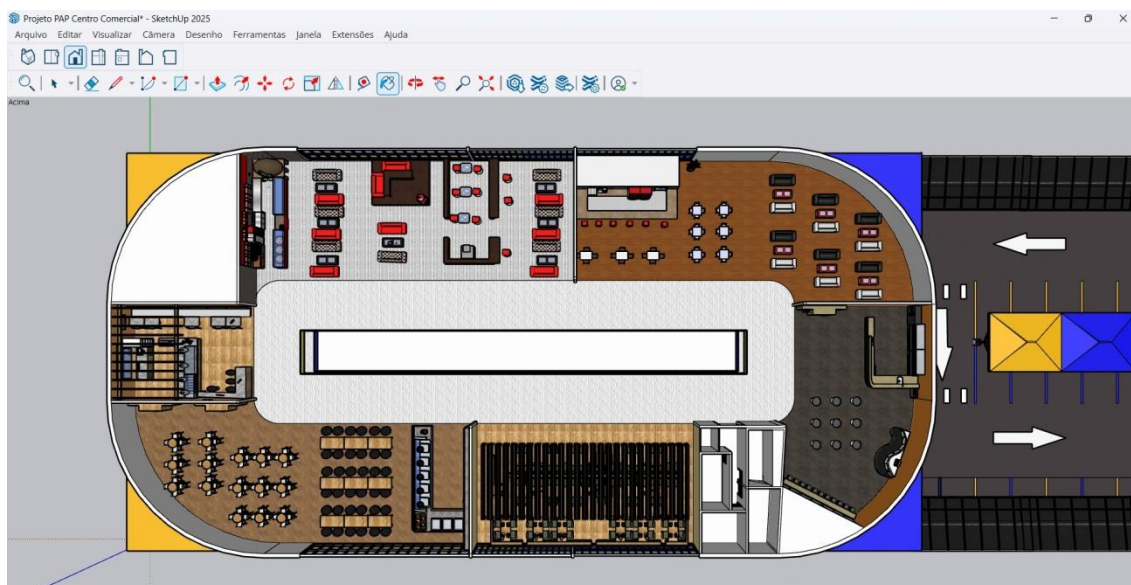 Projeto PAP Centro Comercial* - SketchUp 2025
Arquivo Editar Visualizar Câmera Desenho Ferramentas Janela Extensões Ajuda
Acima